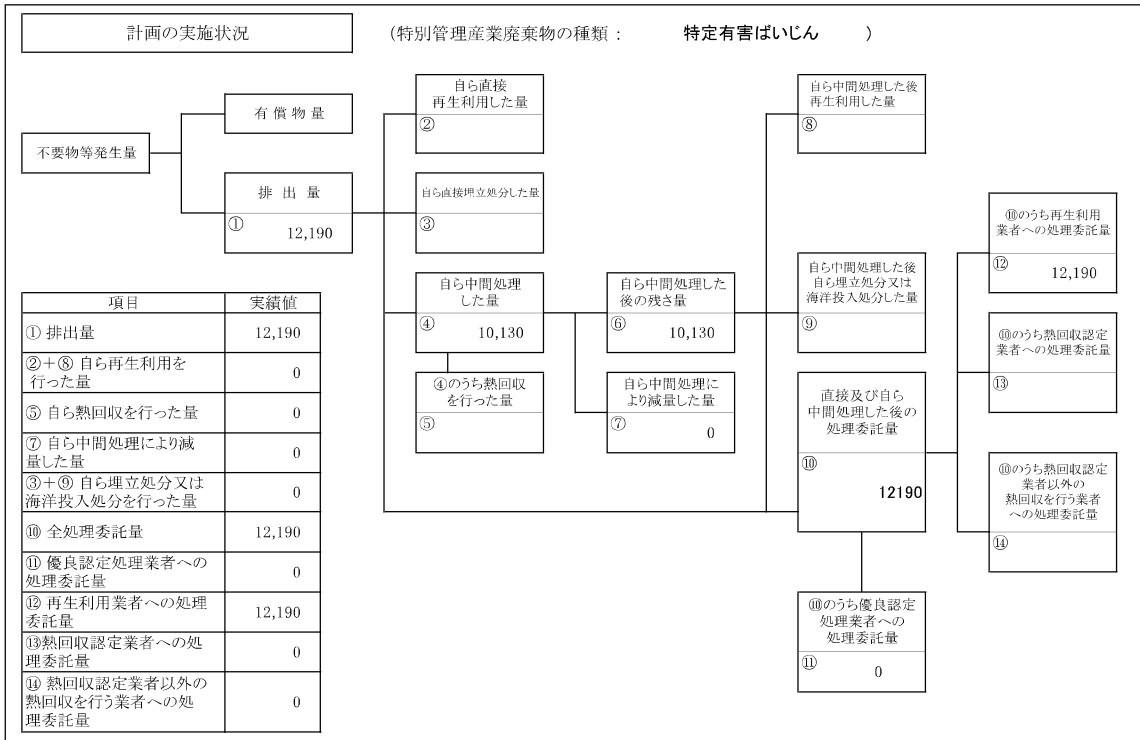 計画の実施状況
(特別管理産業廃棄物の種類： 特定有害ばいじん )
不要物等発生量
有償物量
排出量
① 12,190
自ら直接
再生利用した量
②
自ら直接埋立処分した量
③
自ら中間処理
した量
④ 10,130
④のうち熱回収
を行った量
⑤
自ら中間処理した
後の残さ量
⑥ 10,130
自ら中間処理に
より減量した量
⑦ 0
自ら中間処理した後
再生利用した量
⑧
自ら中間処理した後
自ら埋立処分又は
海洋投入処分した量
⑨
直接及び自ら
中間処理した後の
処理委託量
⑩
12190
⑩のうち優良認定
処理業者への
処理委託量
⑪ 0
⑩のうち再生利用
業者への処理委託量
⑫ 12,190
⑩のうち熱回収認定
業者への処理委託量
⑬
⑩のうち熱回収認定
業者以外の
熱回収を行う業者
への処理委託量
⑭
項目 実績値
① 排出量 12,190
②＋⑧ 自ら再生利用を
行った量 0
⑤ 自ら熱回収を行った量 0
⑦ 自ら中間処理により減
量した量 0
③＋⑨ 自ら埋立処分又は
海洋投入処分を行った量 0
⑩ 全処理委託量 12,190
⑪ 優良認定処理業者への
処理委託量 0
⑫ 再生利用業者への処理
委託量 12,190
⑬熱回収認定業者への処
理委託量 0
⑭ 熱回収認定業者以外の
熱回収を行う業者への処
理委託量 0